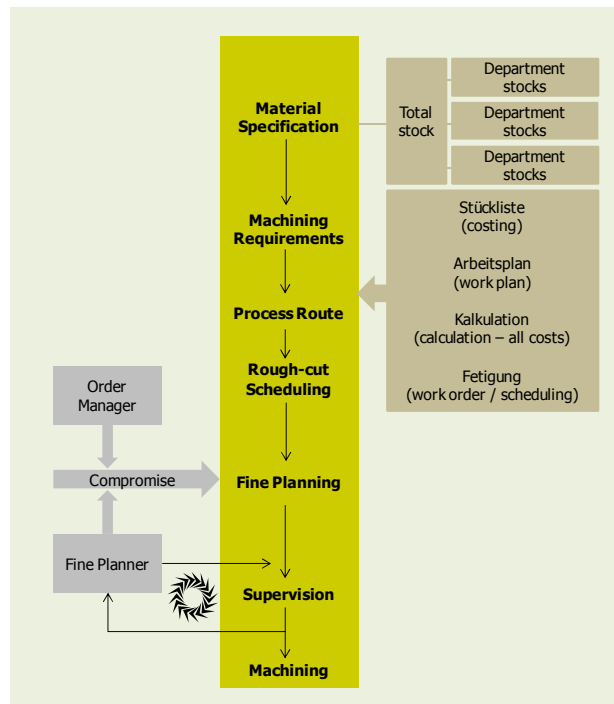 Material
Specification
Machining
Requirements
Process Route
Rough-cut
Scheduling
Fine Planning
Supervision
Machining
Total
stock
Department
stocks
Department
stocks
Department
stocks
Stückliste
(costing)
Arbeitsplan
(work plan)
Kalkulation
(calculation – all costs)
Fetigung
(work order / scheduling)
Order
Manager
Compromise
Fine Planner